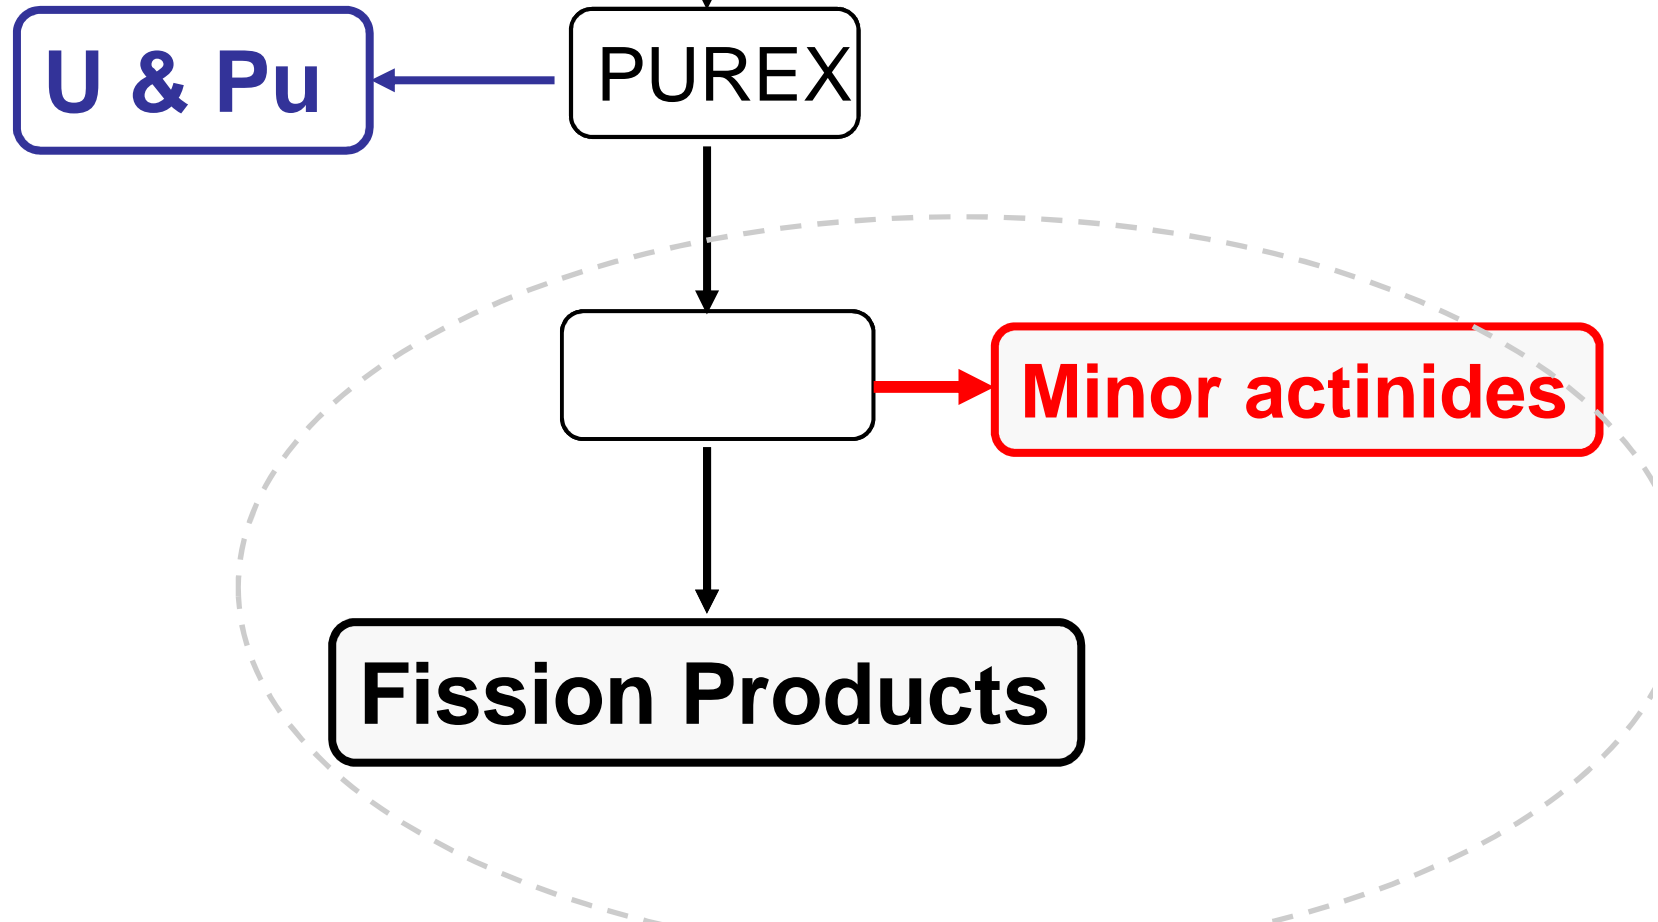 U & Pu
PUREX
Minor actinides
Fission Products